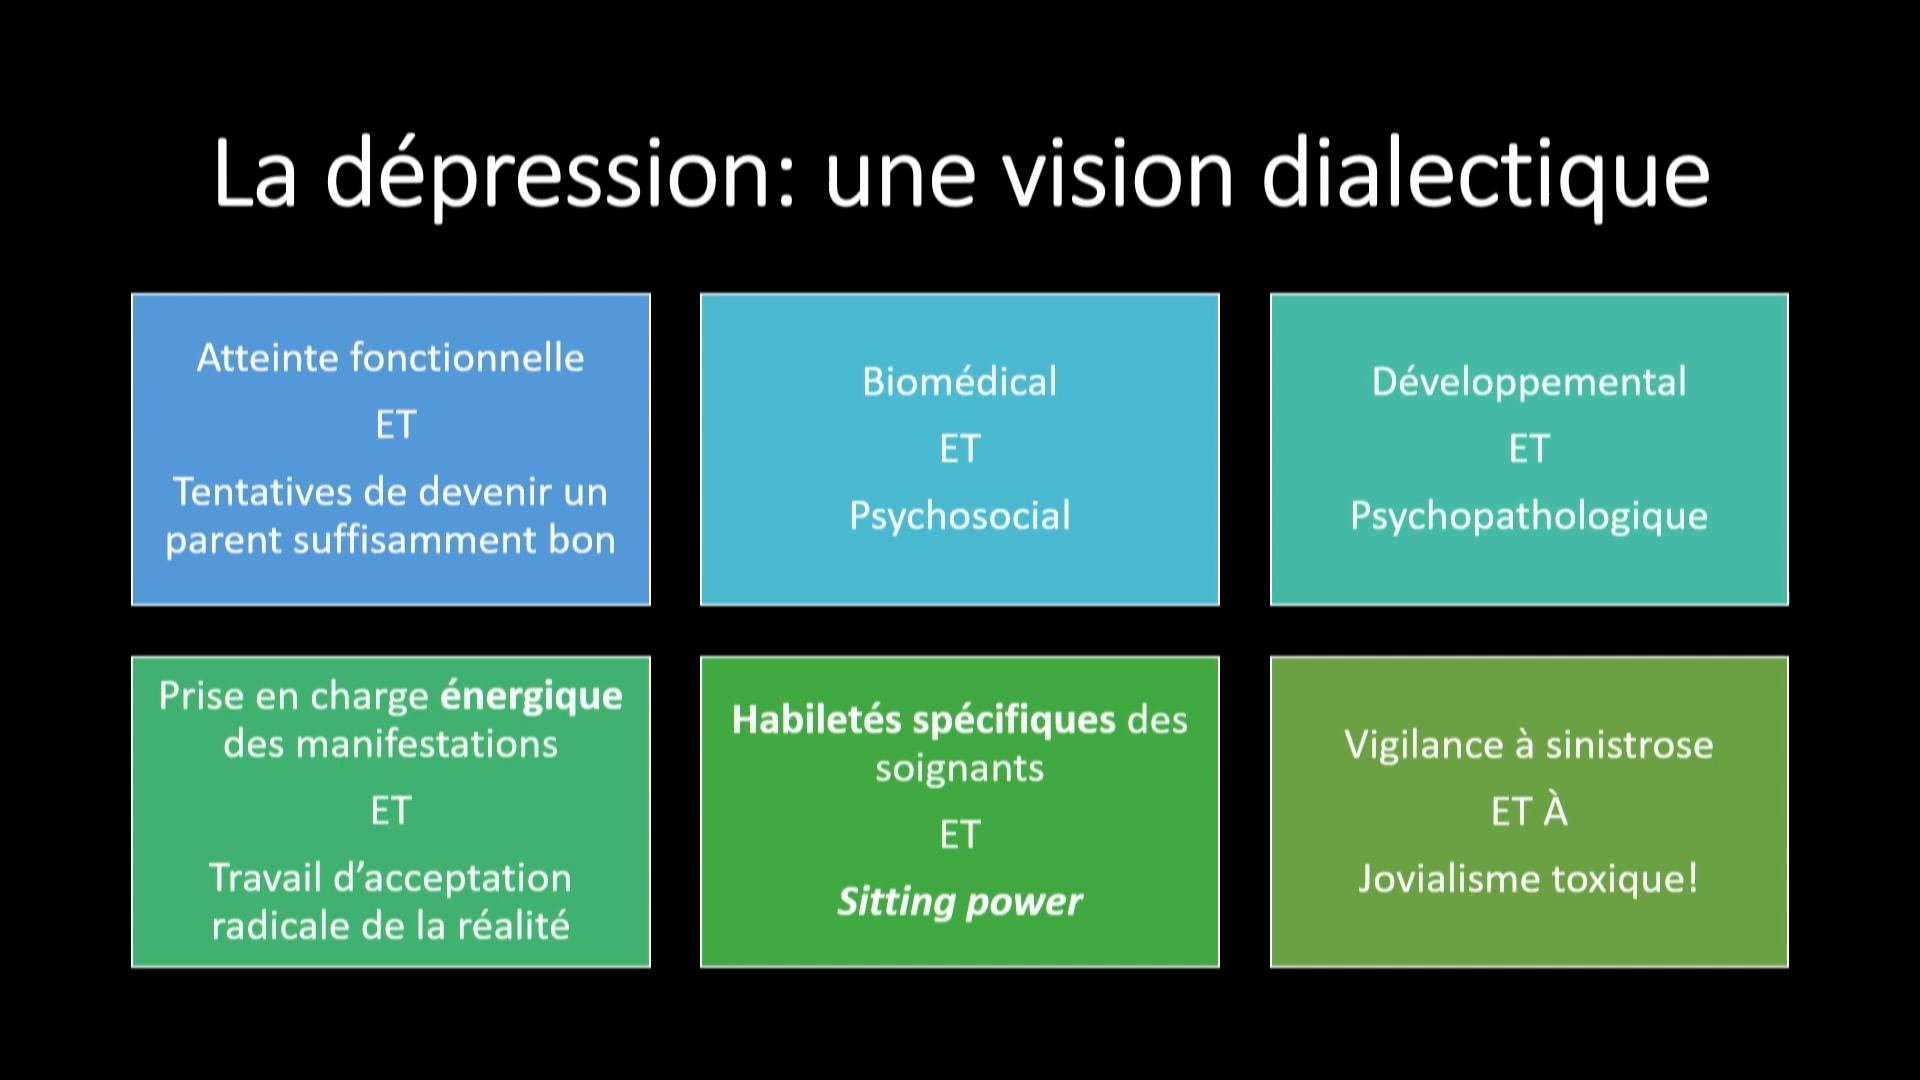 La dépression: une vision dialectique
Atteinte fonctionnelle
ET
Tentatives de devenir un
parent suffisamment bon
Biomédical
ET
Psychosocial
Développemental
ET
Psychopathologique
Prise en charge énergique
des manifestations
ET
Travail d’acceptation
radicale de la réalité
Habiletés spécifiques des
soignants
ET
Sitting power
Vigilance à sinistrose
ET À
Jovialisme toxique!